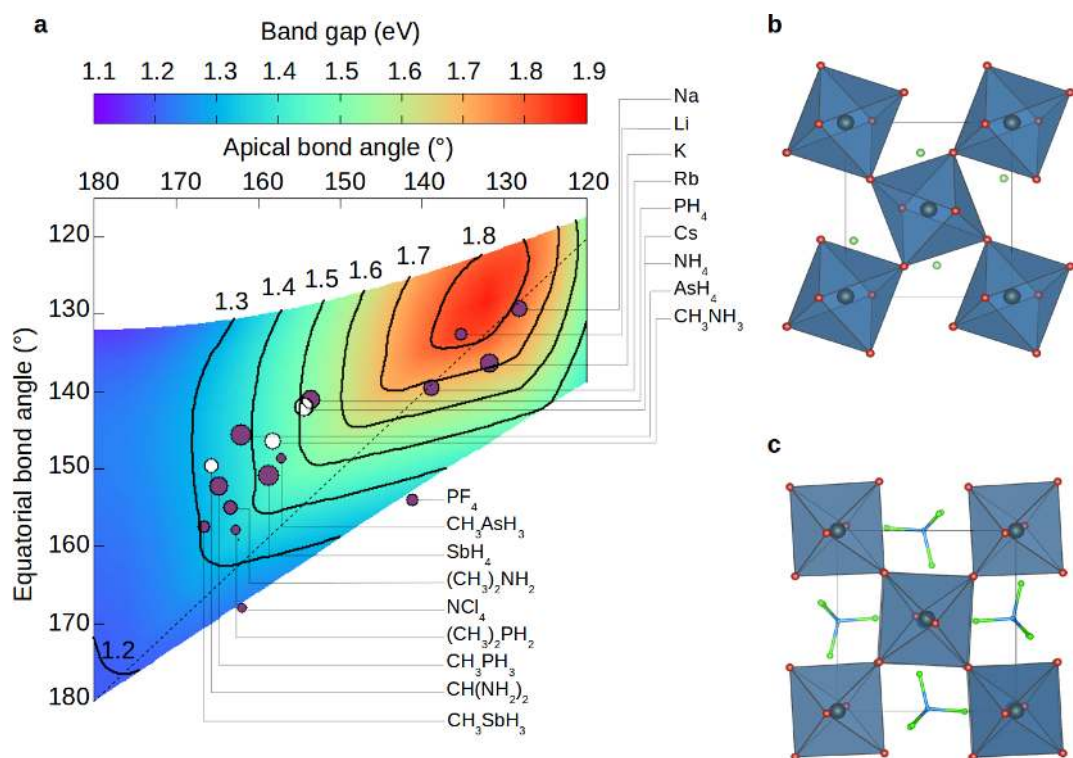 a
Band gap (eV)
1.1 1.2 1.3 1.4 1.5 1.6 1.7 1.8 1.9
Apical bond angle (°)
180 170 160 150 140 130 120
Equatorial bond angle (°)
120
130
140
150
160
170
180
1.2
1.3
1.4
1.5
1.6
1.7
1.8
Na
Li
K
Rb
PH₄
Cs
NH₄
AsH₄
CH₃NH₃
PF₄
CH₃AsH₃
SbH₄
(CH₃)₂NH₂
NCl₄
(CH₃)₂PH₂
CH₃PH₃
CH(NH₂)₂
CH₃SbH₃
b
c